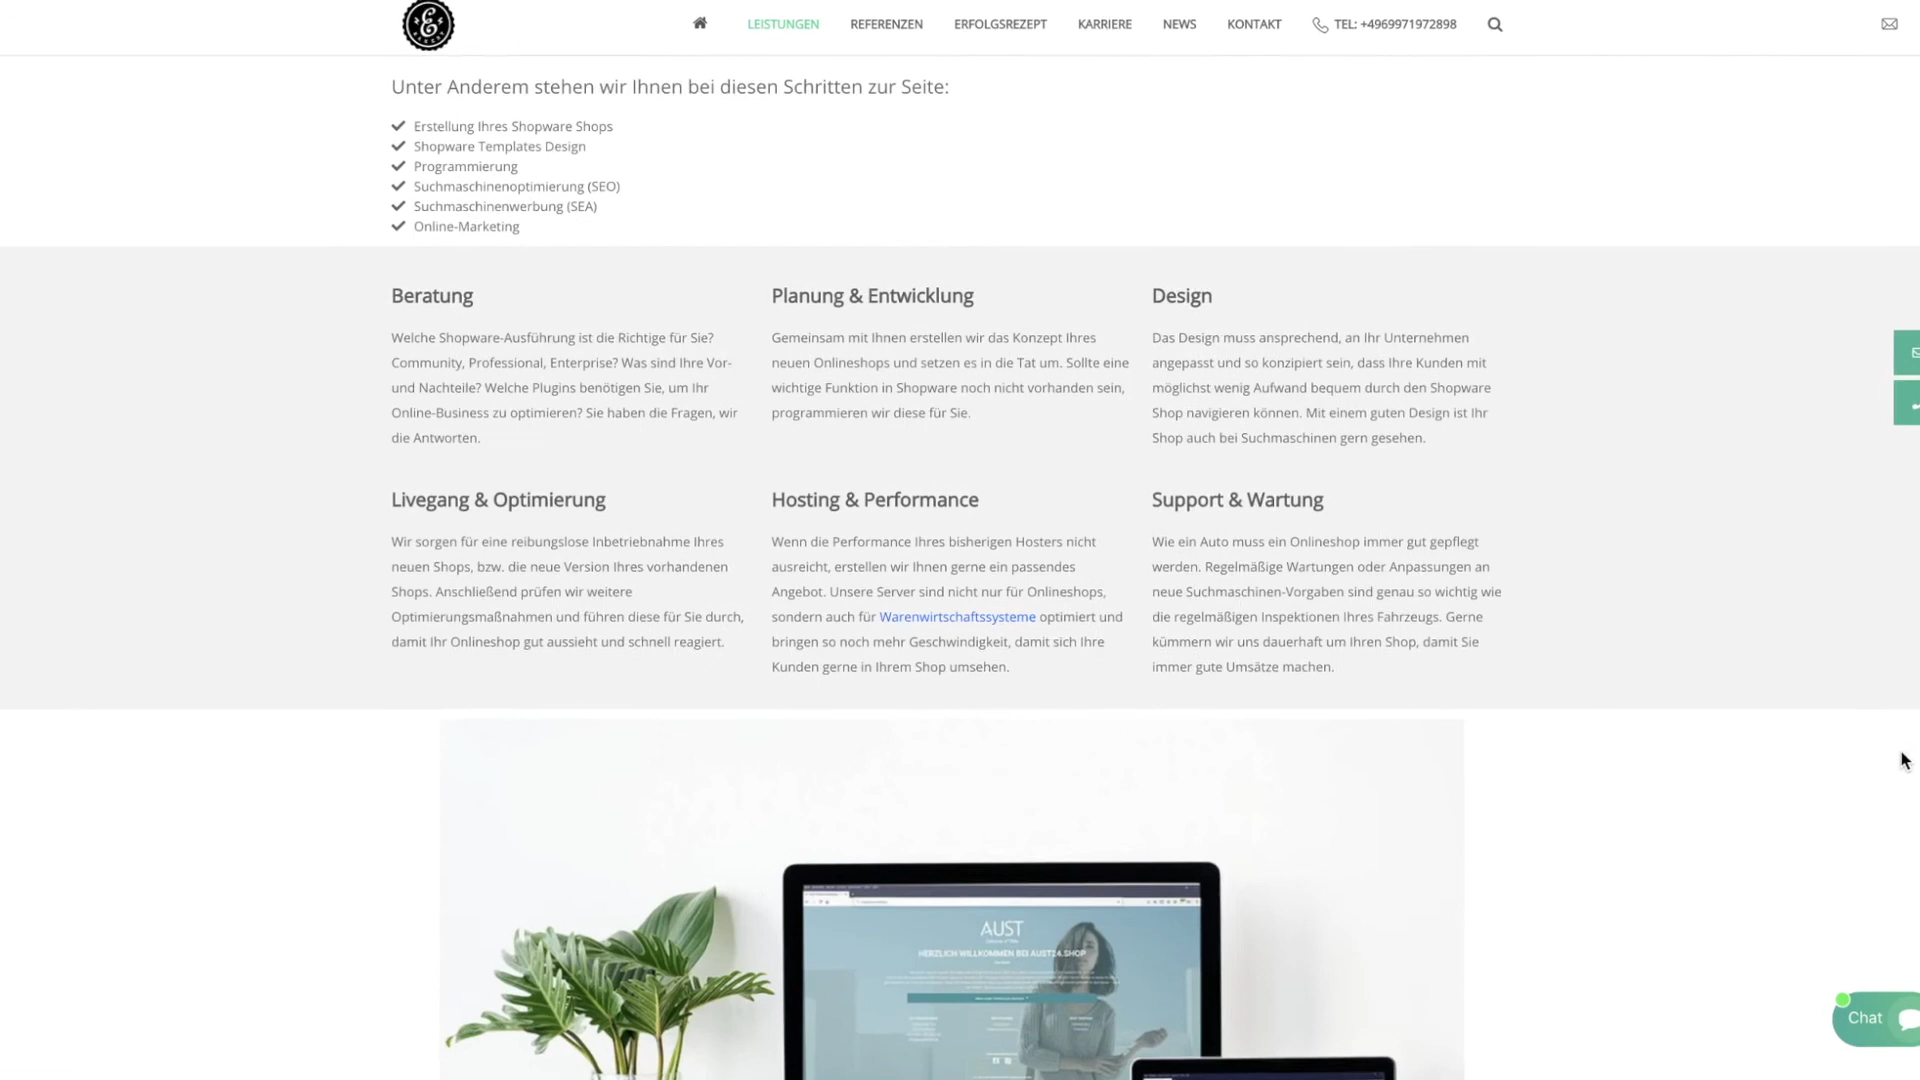 LEISTUNGEN REFERENZEN ERFOLGSREZEPT KARRIERE NEWS KONTAKT TEL: +4969971972898
Unter Anderem stehen wir Ihnen bei diesen Schritten zur Seite:
Erstellung Ihres Shopware Shops
Shopware Templates Design
Programmierung
Suchmaschinenoptimierung (SEO)
Suchmaschinenwerbung (SEA)
Online-Marketing
Beratung
Welche Shopware-Ausführung ist die Richtige für Sie?
Community, Professional, Enterprise? Was sind Ihre Vor-
und Nachteile? Welche Plugins benötigen Sie, um Ihr
Online-Business zu optimieren? Sie haben die Fragen, wir
die Antworten.
Planung & Entwicklung
Gemeinsam mit Ihnen erstellen wir das Konzept Ihres
neuen Onlineshops und setzen es in die Tat um. Sollte eine
wichtige Funktion in Shopware noch nicht vorhanden sein,
programmieren wir diese für Sie.
Design
Das Design muss ansprechend, an Ihr Unternehmen
angepasst und so konzipiert sein, dass Ihre Kunden mit
möglichst wenig Aufwand bequem durch den Shopware
Shop navigieren können. Mit einem guten Design ist Ihr
Shop auch bei Suchmaschinen gern gesehen.
Livegang & Optimierung
Wir sorgen für eine reibungslose Inbetriebnahme Ihres
neuen Shops, bzw. die neue Version Ihres vorhandenen
Shops. Anschließend prüfen wir weitere
Optimierungsmaßnahmen und führen diese für Sie durch,
damit Ihr Onlineshop gut aussieht und schnell reagiert.
Hosting & Performance
Wenn die Performance Ihres bisherigen Hosters nicht
ausreicht, erstellen wir Ihnen gerne ein passendes
Angebot. Unsere Server sind nicht nur für Onlineshops,
sondern auch für Warenwirtschaftssysteme optimiert und
bringen so noch mehr Geschwindigkeit, damit sich Ihre
Kunden gerne in Ihrem Shop umsehen.
Support & Wartung
Wie ein Auto muss ein Onlineshop immer gut gepflegt
werden. Regelmäßige Wartungen oder Anpassungen an
neue Suchmaschinen-Vorgaben sind genau so wichtig wie
die regelmäßigen Inspektionen Ihres Fahrzeugs. Gerne
kümmern wir uns dauerhaft um Ihren Shop, damit Sie
immer gute Umsätze machen.
AUST
HERZLICH WILLKOMMEN BEI AUST24.SHOP
Chat